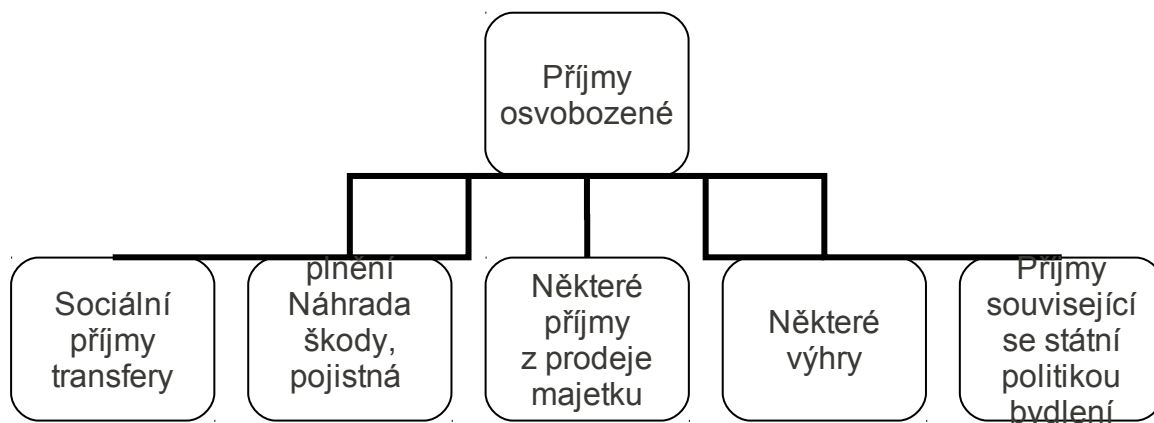 Příjmy
osvobozené
Sociální
příjmy
transfery
plnění
Náhrada
škody,
pojistná
Některé
příjmy
z prodeje
majetku
Některé
výhry
Příjmy
související
se státní
politikou
bydlení